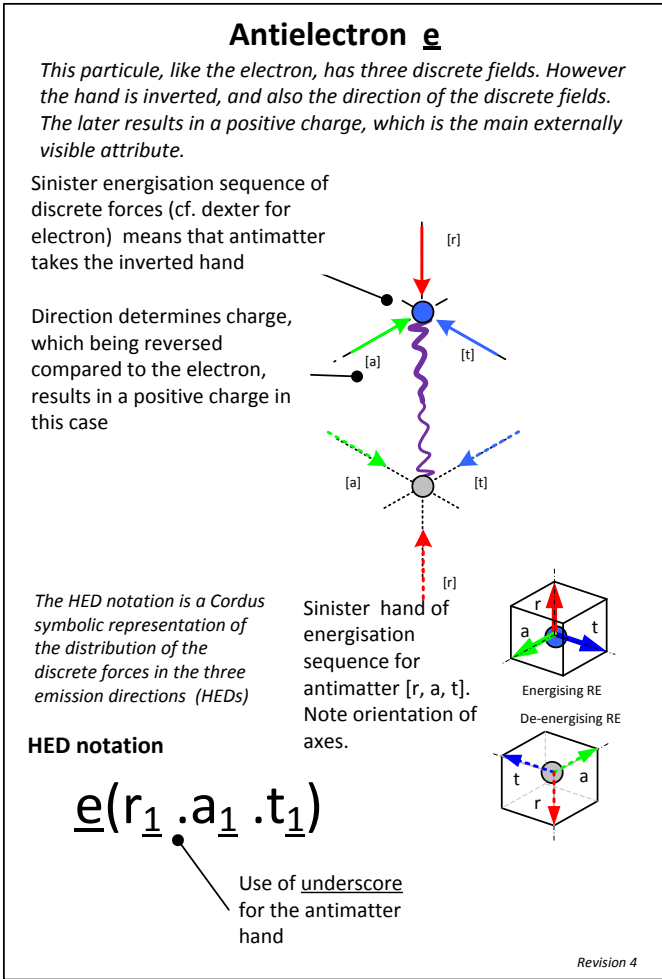 Antielectron e
This particule, like the electron, has three discrete fields. However
the hand is inverted, and also the direction of the discrete fields.
The later results in a positive charge, which is the main externally
visible attribute.
Sinister energisation sequence of
discrete forces (cf. dexter for
electron)  means that antimatter
takes the inverted hand
[r]
Direction determines charge,
which being reversed
compared to the electron,
results in a positive charge in
this case
[a]
[t]
[a]
[t]
[r]
The HED notation is a Cordus
symbolic representation of
the distribution of the
discrete forces in the three
emission directions  (HEDs)
Sinister  hand of
energisation
sequence for
antimatter [r, a, t].
Note orientation of
axes.
r
a
t
Energising RE
De-energising RE
t
a
r
HED notation
e(r1 .a1 .t1)
Use of underscore
for the antimatter
hand
Revision 4